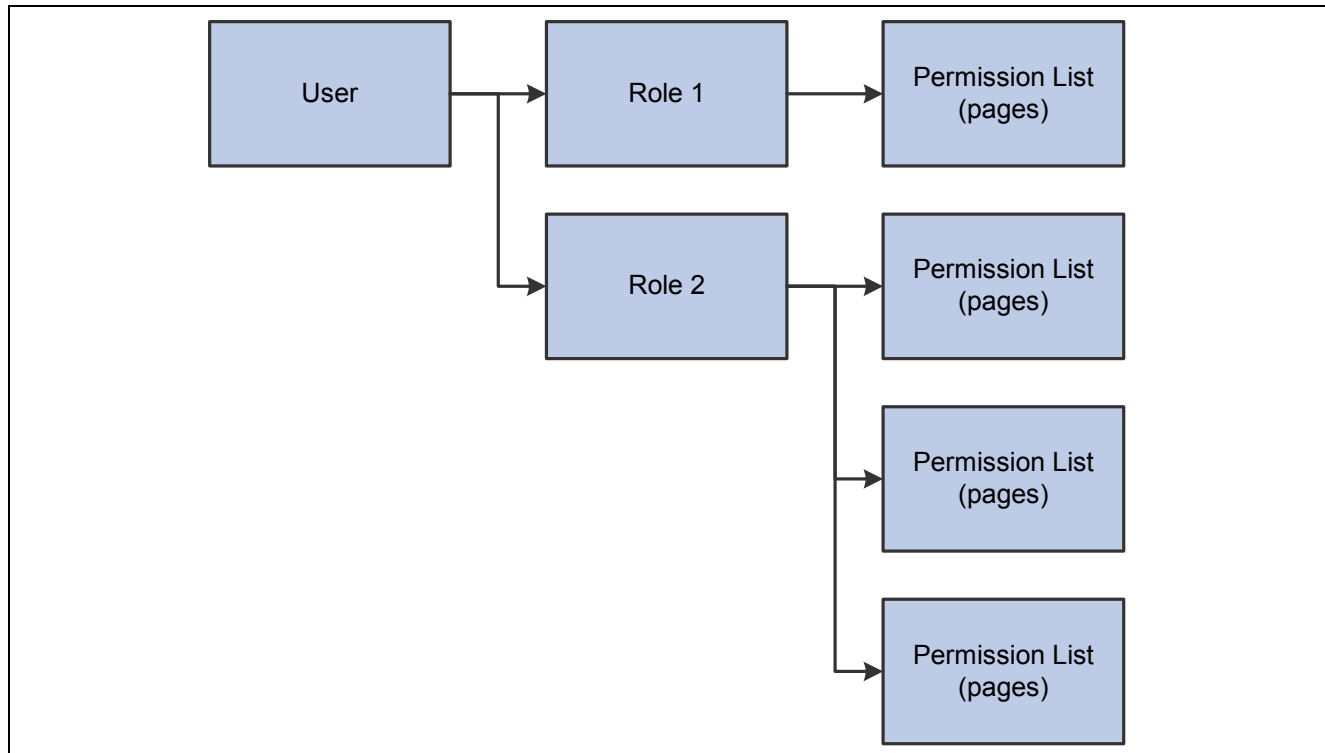 User
Role 1
Permission List
(pages)
Role 2
Permission List
(pages)
Permission List
(pages)
Permission List
(pages)